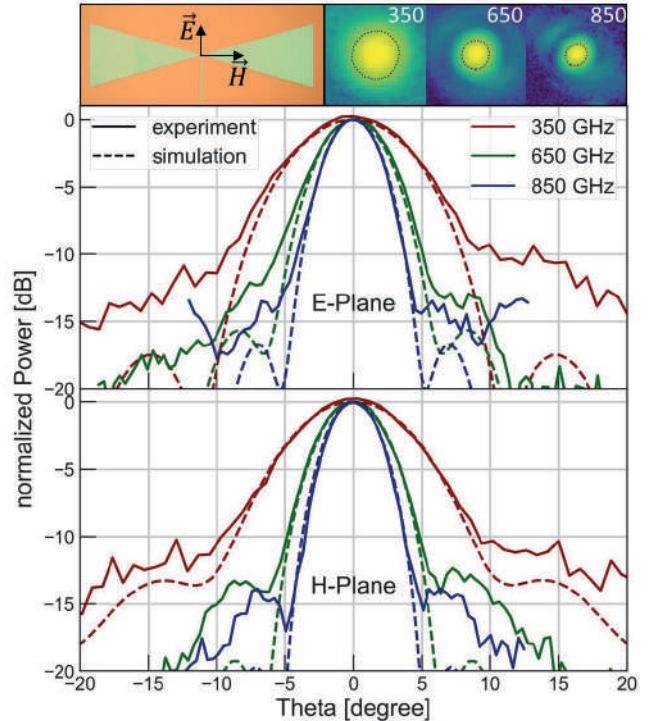 E
H
350
650
850
experiment
simulation
350 GHz
650 GHz
850 GHz
0
−5
−10
−15
−20
E-Plane
0
−5
−10
−15
−20
H-Plane
normalized Power [dB]
−20 −15 −10 −5 0 5 10 15 20
Theta [degree]